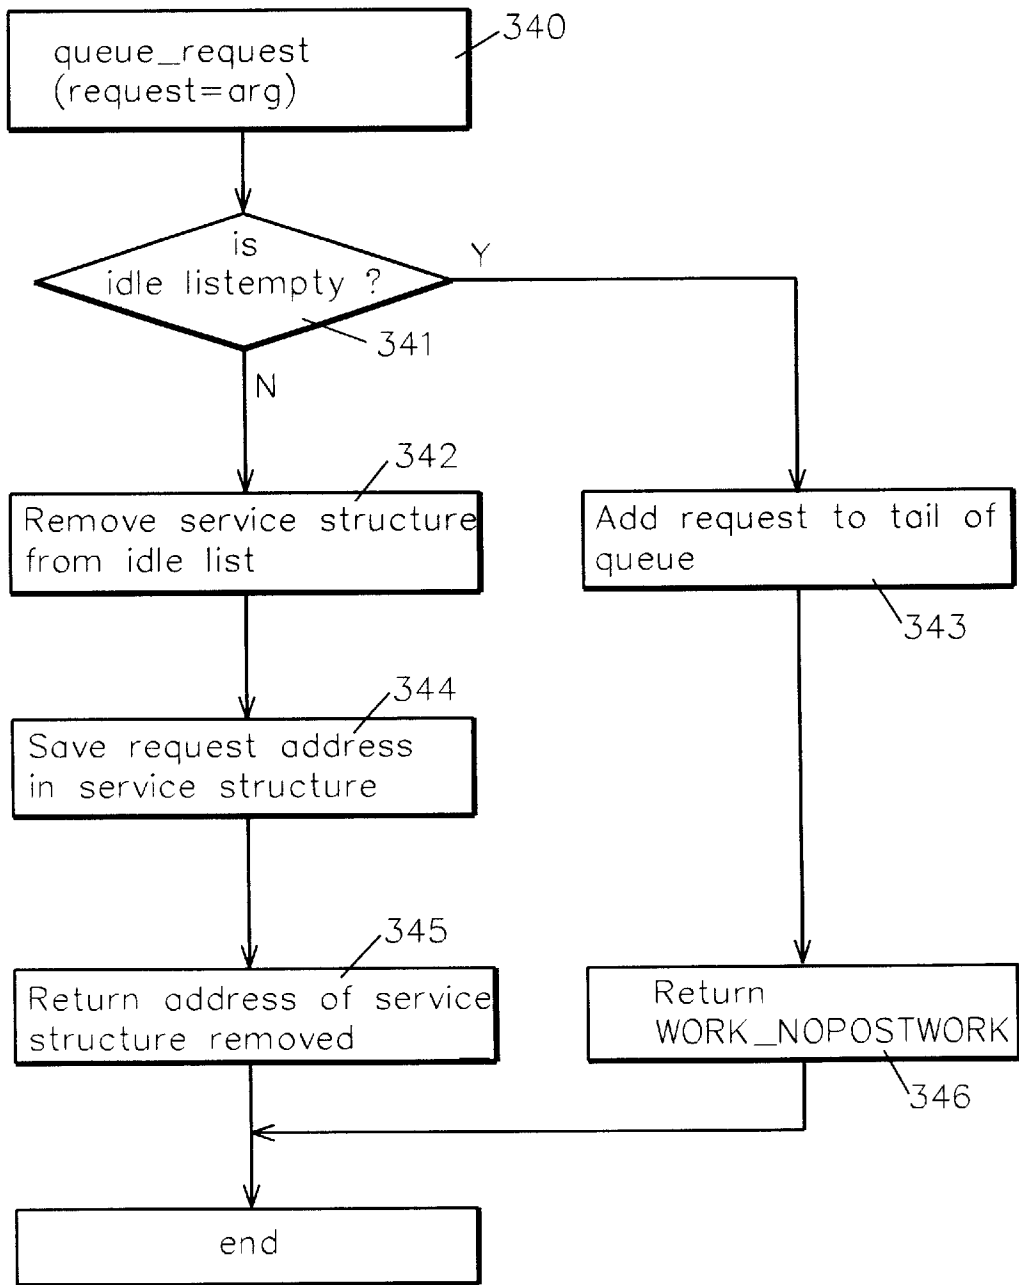 340
queue_request
(request=arg)
is
idle listempty ?
Y
341
N
342
Remove service structure
from idle list
Add request to tail of
queue
343
344
Save request address
in service structure
345
Return address of service
structure removed
Return
WORK_NOPOSTWORK
346
end